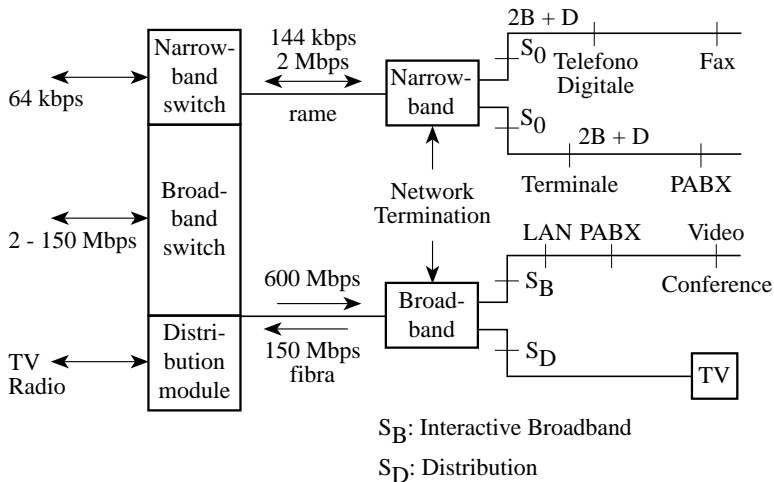 Narrow-
band
switch
64 kbps
144 kbps
2 Mbps
rame
Narrow-
band
S0
2B + D
Telefono
Digitale
Fax
S0
2B + D
Terminale
PABX
Broad-
band
switch
2 - 150 Mbps
Network
Termination
LAN PABX
Video
Conference
600 Mbps
150 Mbps
fibra
Broad-
band
SB
SD
TV
Distri-
bution
module
TV
Radio
SB: Interactive Broadband
SD: Distribution